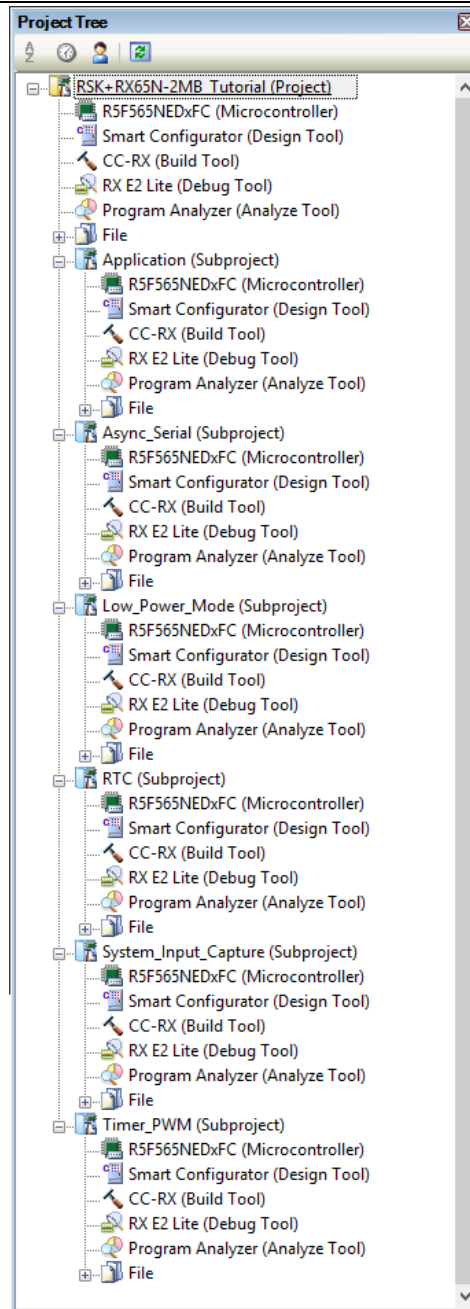 Project Tree
RSK+RX65N-2MB_Tutorial (Project)
R5F565NEDxFC (Microcontroller)
Smart Configurator (Design Tool)
CC-RX (Build Tool)
RX E2 Lite (Debug Tool)
Program Analyzer (Analyze Tool)
File
Application (Subproject)
R5F565NEDxFC (Microcontroller)
Smart Configurator (Design Tool)
CC-RX (Build Tool)
RX E2 Lite (Debug Tool)
Program Analyzer (Analyze Tool)
File
Async_Serial (Subproject)
R5F565NEDxFC (Microcontroller)
Smart Configurator (Design Tool)
CC-RX (Build Tool)
RX E2 Lite (Debug Tool)
Program Analyzer (Analyze Tool)
File
Low_Power_Mode (Subproject)
R5F565NEDxFC (Microcontroller)
Smart Configurator (Design Tool)
CC-RX (Build Tool)
RX E2 Lite (Debug Tool)
Program Analyzer (Analyze Tool)
File
RTC (Subproject)
R5F565NEDxFC (Microcontroller)
Smart Configurator (Design Tool)
CC-RX (Build Tool)
RX E2 Lite (Debug Tool)
Program Analyzer (Analyze Tool)
File
System_Input_Capture (Subproject)
R5F565NEDxFC (Microcontroller)
Smart Configurator (Design Tool)
CC-RX (Build Tool)
RX E2 Lite (Debug Tool)
Program Analyzer (Analyze Tool)
File
Timer_PWM (Subproject)
R5F565NEDxFC (Microcontroller)
Smart Configurator (Design Tool)
CC-RX (Build Tool)
RX E2 Lite (Debug Tool)
Program Analyzer (Analyze Tool)
File